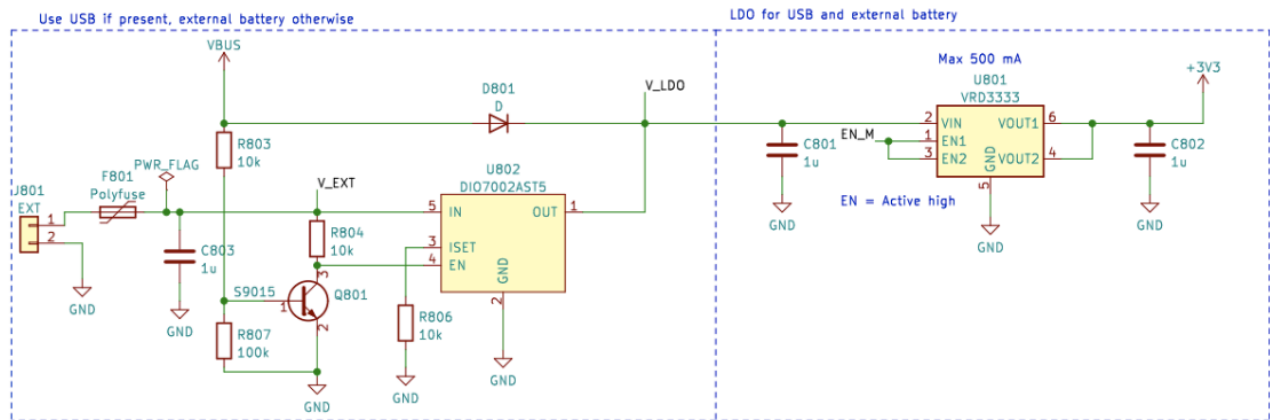 Use USB if present, external battery otherwise
LDO for USB and external battery
VBUS
D801
D
V_LDO
Max 500 mA
U801
VRD3333
+3V3
R803
10k
PWR_FLAG
F801
Polyfuse
J801
EXT
1
2
V_EXT
U802
DIO7002AST5
5 IN OUT 1
3 ISET
4 EN
GND
2
R804
10k
C803
1u
S9015
Q801
1
3
2
R807
100k
R806
10k
GND
GND
GND
GND
GND
C801
1u
GND
EN_M
2 VIN VOUT1 6
1 EN1
3 EN2 VOUT2 4
GND
5
EN = Active high
GND
C802
1u
GND